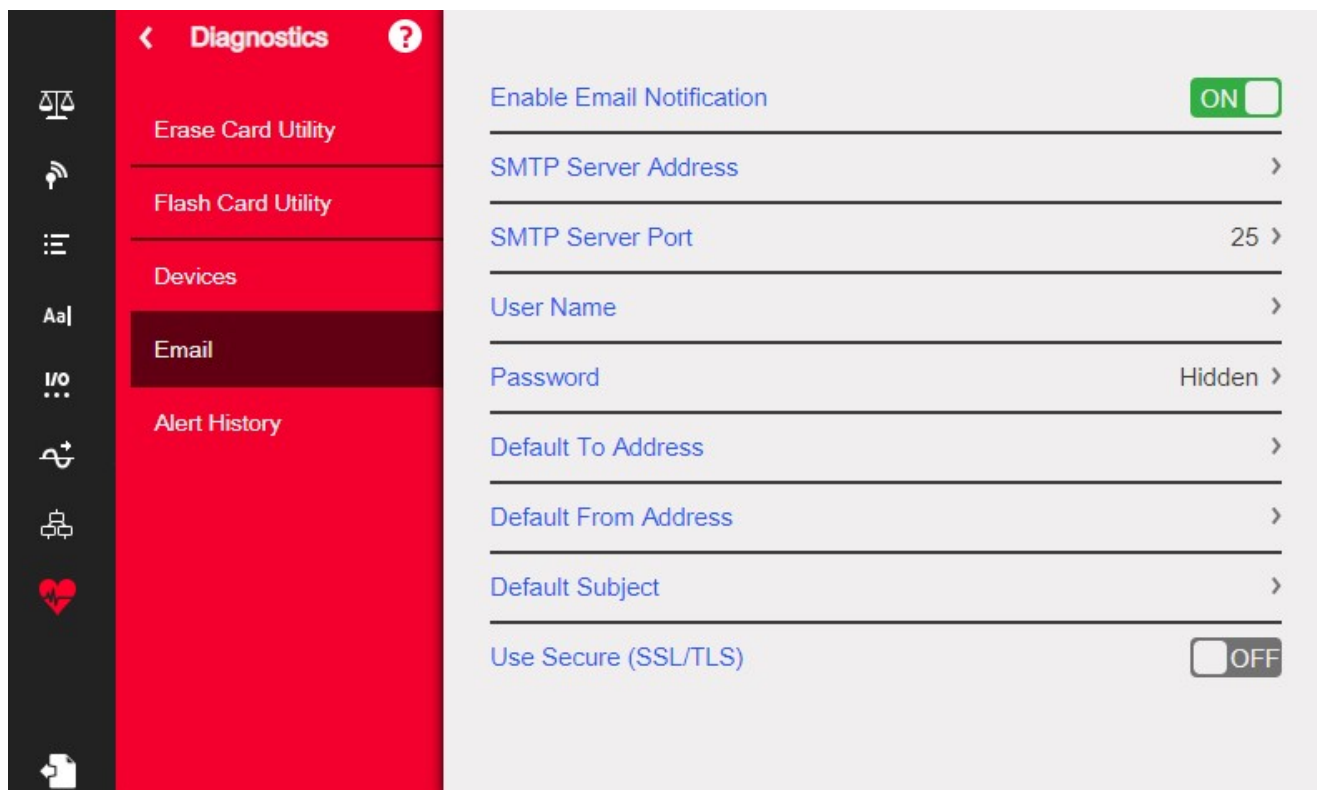 Diagnostics ?
Erase Card Utility
Flash Card Utility
Devices
Email
Alert History
Aa
I/O
Enable Email Notification ON
SMTP Server Address
SMTP Server Port 25
User Name
Password Hidden
Default To Address
Default From Address
Default Subject
Use Secure (SSL/TLS) OFF